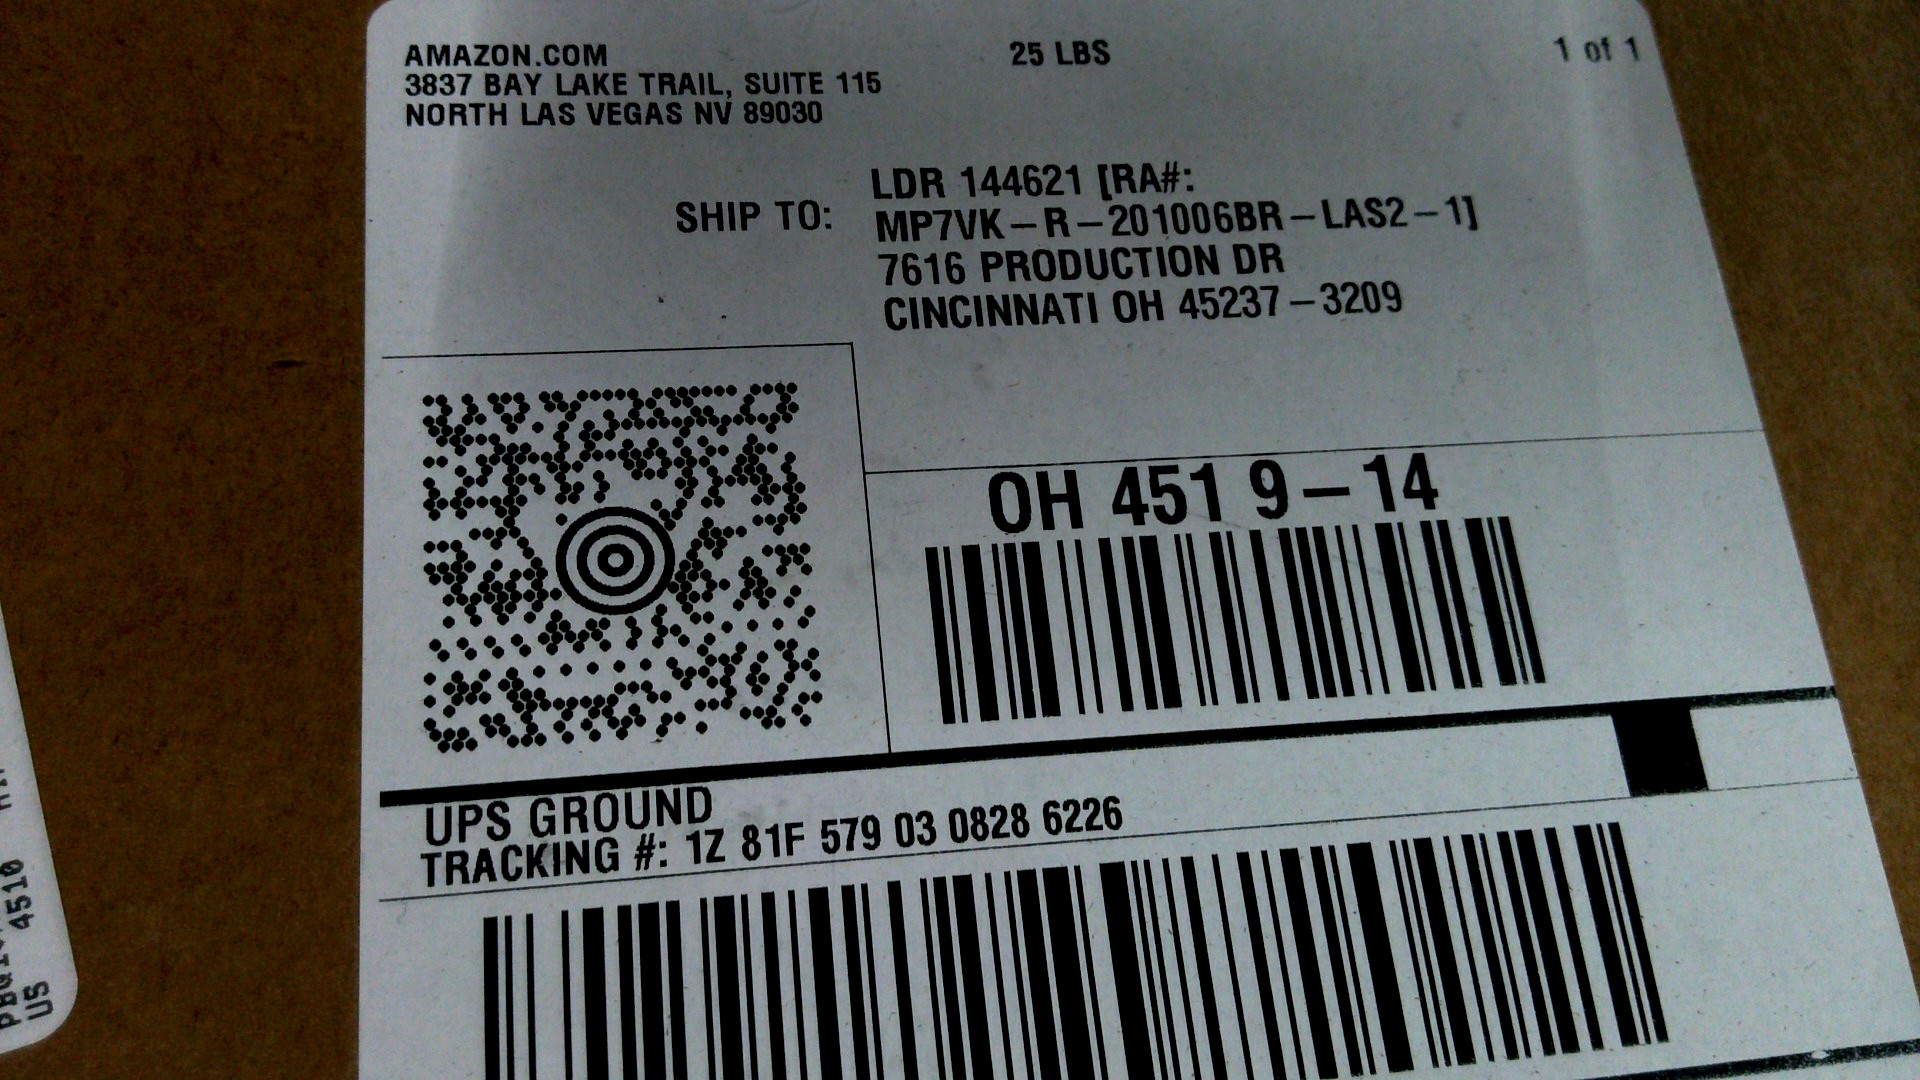 AMAZON.COM
3837 BAY LAKE TRAIL, SUITE 115
NORTH LAS VEGAS NV 89030
25 LBS
1 of 1
SHIP TO:
LDR 144621 [RA#:
MP7VK-R-201006BR-LAS2-1]
7616 PRODUCTION DR
CINCINNATI OH 45237-3209
OH 451 9-14
UPS GROUND
TRACKING #: 1Z 81F 579 03 0828 6226
US 4510